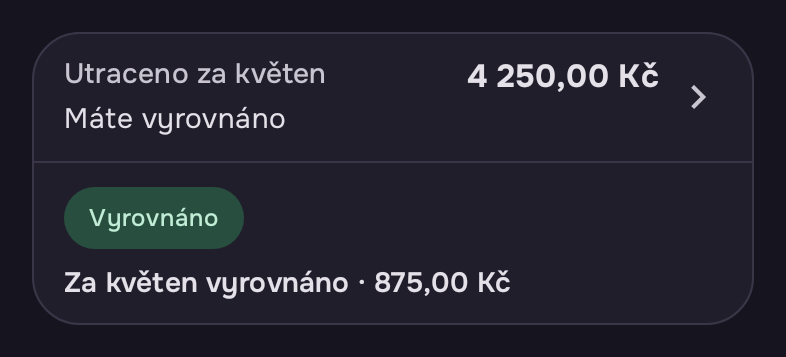 Utraceno za květen
4 250,00 Kč
Máte vyrovnáno
Vyrovnáno
Za květen vyrovnáno · 875,00 Kč